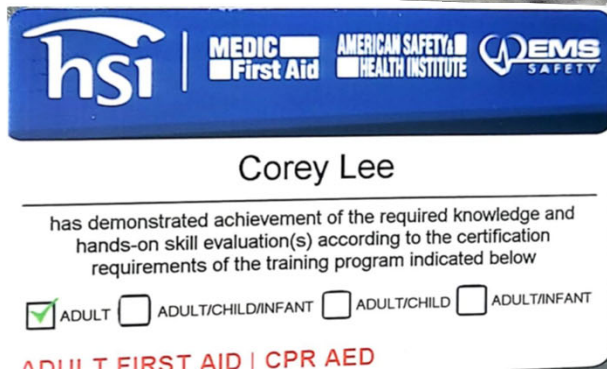 hsi
MEDIC
First Aid
AMERICAN SAFETY &
HEALTH INSTITUTE
EMS
SAFETY
Corey Lee
has demonstrated achievement of the required knowledge and
hands-on skill evaluation(s) according to the certification
requirements of the training program indicated below
ADULT ADULT/CHILD/INFANT ADULT/CHILD ADULT/INFANT
ADULT FIRST AID | CPR AED